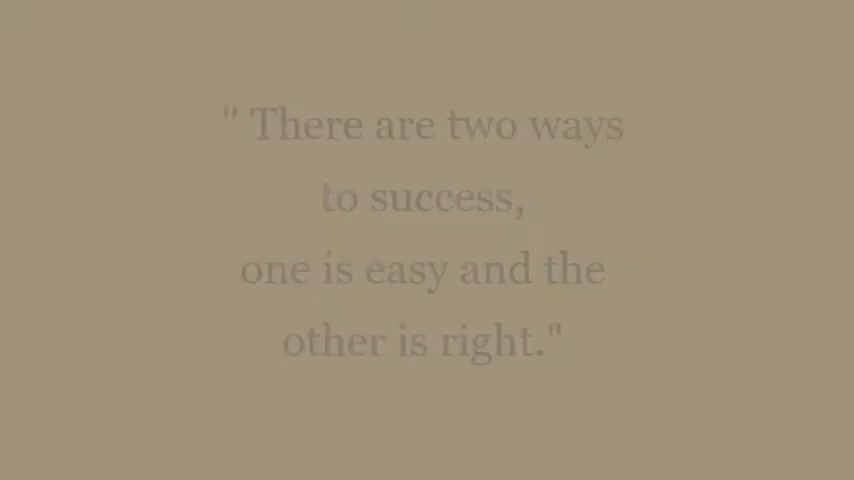 " There are two ways
to success,
one is easy and the
other is right."